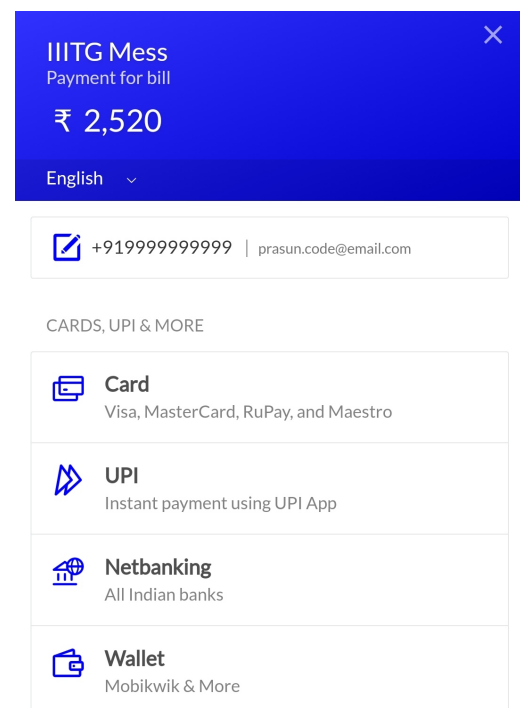 IIITG Mess
Payment for bill
₹ 2,520
English
+919999999999 | prasun.code@email.com
CARDS, UPI & MORE
Card
Visa, MasterCard, RuPay, and Maestro
UPI
Instant payment using UPI App
Netbanking
All Indian banks
Wallet
Mobikwik & More